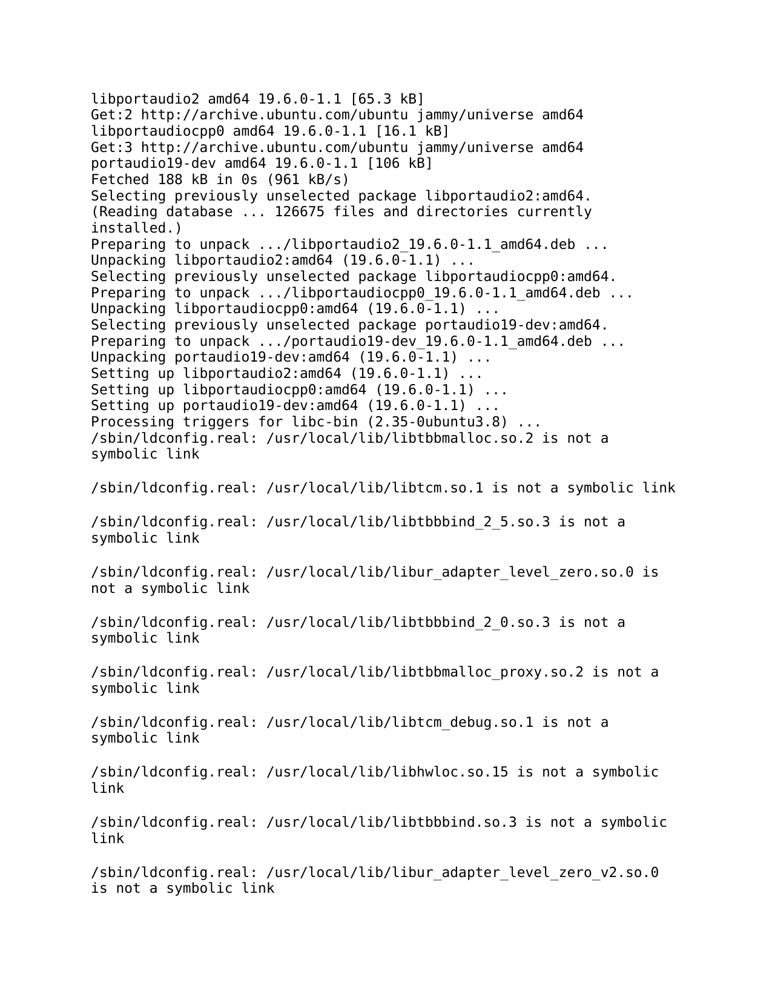 libportaudio2 amd64 19.6.0-1.1 [65.3 kB]
Get:2 http://archive.ubuntu.com/ubuntu jammy/universe amd64
libportaudiocpp0 amd64 19.6.0-1.1 [16.1 kB]
Get:3 http://archive.ubuntu.com/ubuntu jammy/universe amd64
portaudio19-dev amd64 19.6.0-1.1 [106 kB]
Fetched 188 kB in 0s (961 kB/s)
Selecting previously unselected package libportaudio2:amd64.
(Reading database ... 126675 files and directories currently
installed.)
Preparing to unpack .../libportaudio2_19.6.0-1.1_amd64.deb ...
Unpacking libportaudio2:amd64 (19.6.0-1.1) ...
Selecting previously unselected package libportaudiocpp0:amd64.
Preparing to unpack .../libportaudiocpp0_19.6.0-1.1_amd64.deb ...
Unpacking libportaudiocpp0:amd64 (19.6.0-1.1) ...
Selecting previously unselected package portaudio19-dev:amd64.
Preparing to unpack .../portaudio19-dev_19.6.0-1.1_amd64.deb ...
Unpacking portaudio19-dev:amd64 (19.6.0-1.1) ...
Setting up libportaudio2:amd64 (19.6.0-1.1) ...
Setting up libportaudiocpp0:amd64 (19.6.0-1.1) ...
Setting up portaudio19-dev:amd64 (19.6.0-1.1) ...
Processing triggers for libc-bin (2.35-0ubuntu3.8) ...
/sbin/ldconfig.real: /usr/local/lib/libtbbmalloc.so.2 is not a
symbolic link
/sbin/ldconfig.real: /usr/local/lib/libtcm.so.1 is not a symbolic link
/sbin/ldconfig.real: /usr/local/lib/libtbbbind_2_5.so.3 is not a
symbolic link
/sbin/ldconfig.real: /usr/local/lib/libur_adapter_level_zero.so.0 is
not a symbolic link
/sbin/ldconfig.real: /usr/local/lib/libtbbbind_2_0.so.3 is not a
symbolic link
/sbin/ldconfig.real: /usr/local/lib/libtbbmalloc_proxy.so.2 is not a
symbolic link
/sbin/ldconfig.real: /usr/local/lib/libtcm_debug.so.1 is not a
symbolic link
/sbin/ldconfig.real: /usr/local/lib/libhwloc.so.15 is not a symbolic
link
/sbin/ldconfig.real: /usr/local/lib/libtbbbind.so.3 is not a symbolic
link
/sbin/ldconfig.real: /usr/local/lib/libur_adapter_level_zero_v2.so.0
is not a symbolic link